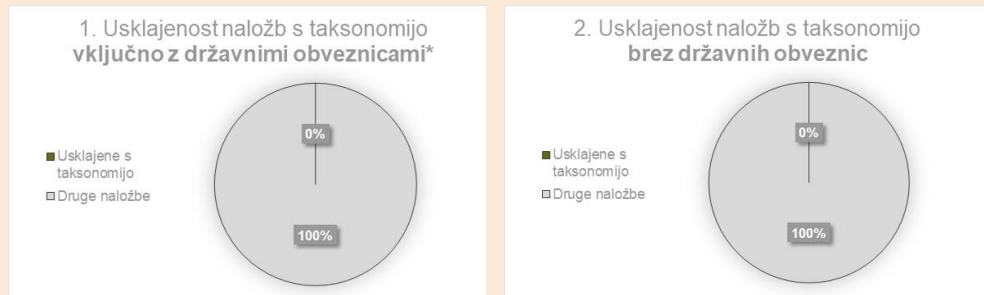 1. Usklajenost naložb s taksonomijo
vključno z državnimi obveznicami*
0%
Usklajene s
taksonomijo
Druge naložbe
100%
2. Usklajenost naložb s taksonomijo
brez državnih obveznic
0%
Usklajene s
taksonomijo
Druge naložbe
100%